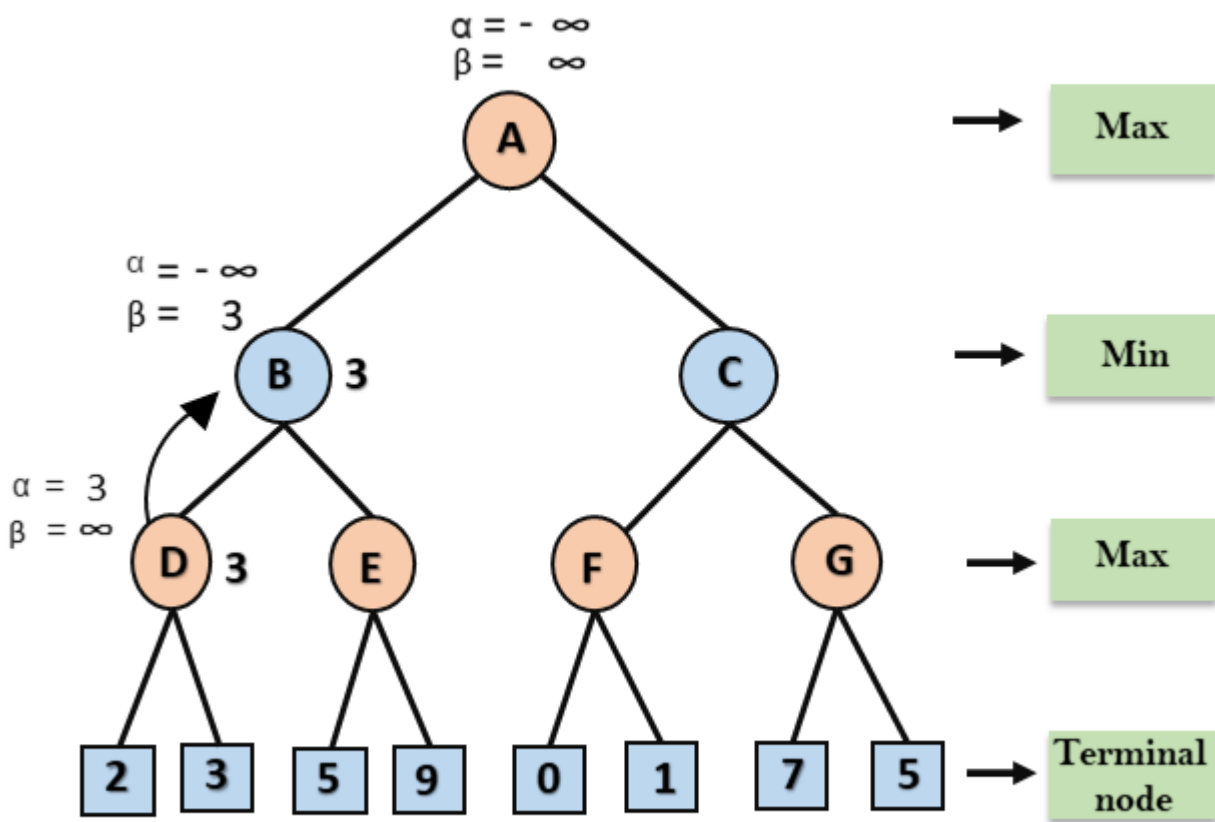 α = - ∞
β = ∞
A
Max
α = - ∞
β = 3
B 3
C
Min
α = 3
β = ∞
D 3
E
F
G
Max
2
3
5
9
0
1
7
5
Terminal
node